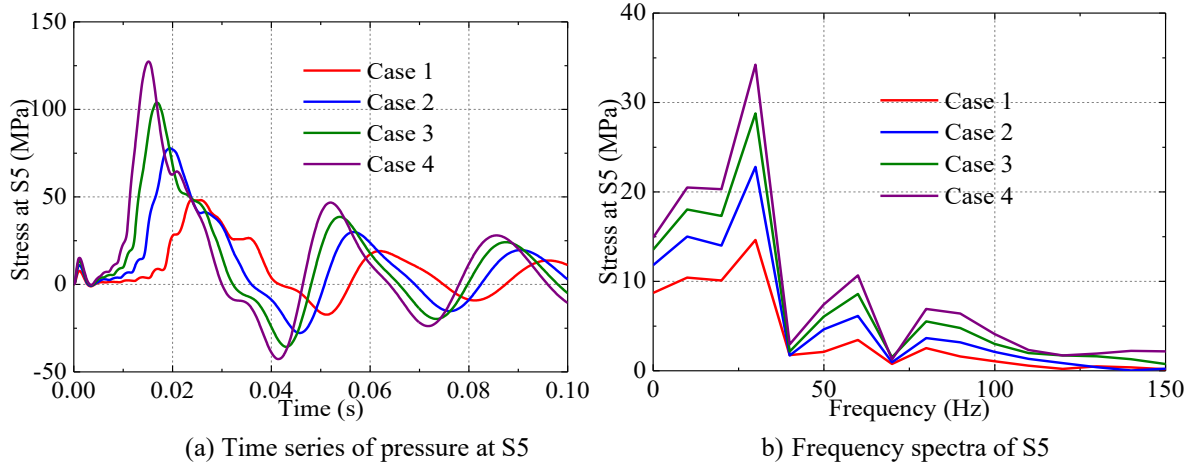 150
100
50
0
-50
Stress at S5 (MPa)
Case 1
Case 2
Case 3
Case 4
0.00
0.02
0.04
0.06
0.08
0.10
Time (s)
(a) Time series of pressure at S5
40
30
20
10
0
Stress at S5 (MPa)
Case 1
Case 2
Case 3
Case 4
0
50
100
150
Frequency (Hz)
b) Frequency spectra of S5